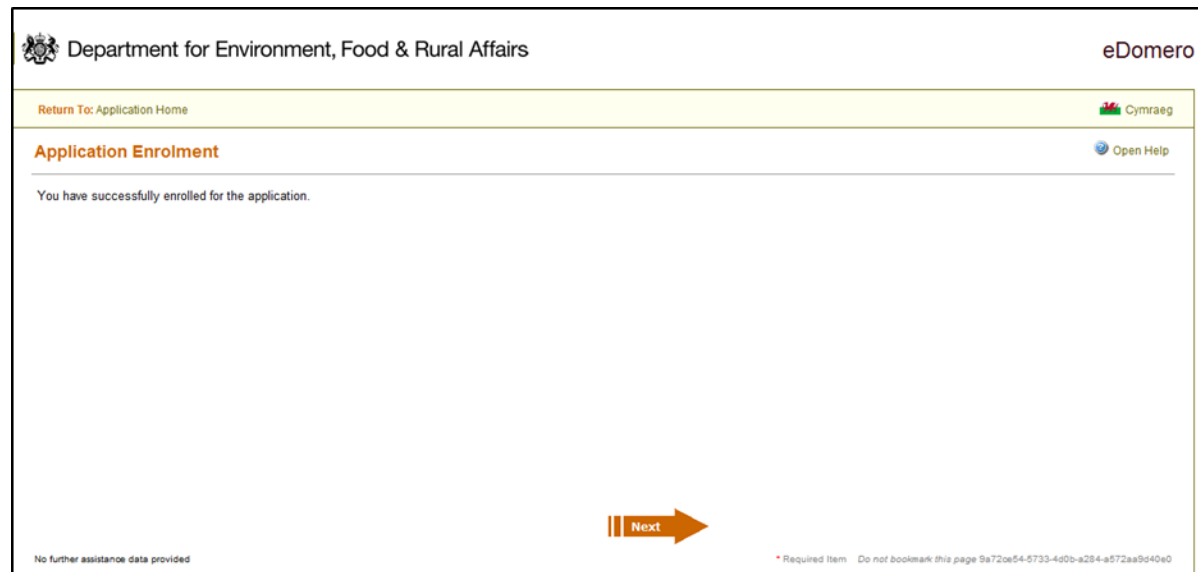 Department for Environment, Food & Rural Affairs
eDomero
Return To: Application Home
Cymraeg
Application Enrolment
Open Help
You have successfully enrolled for the application.
Next
No further assistance data provided
* Required Item Do not bookmark this page 9a72ce54-5733-4d0b-a284-a572aa9d40e0